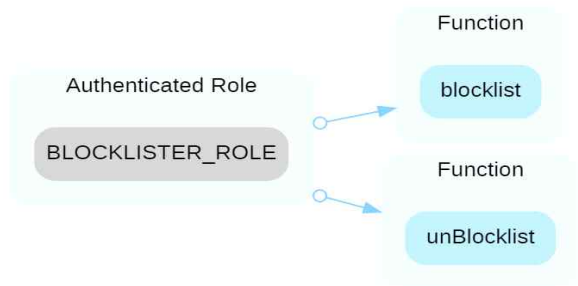 Authenticated Role
BLOCKLISTER_ROLE
Function
blocklist
Function
unBlocklist